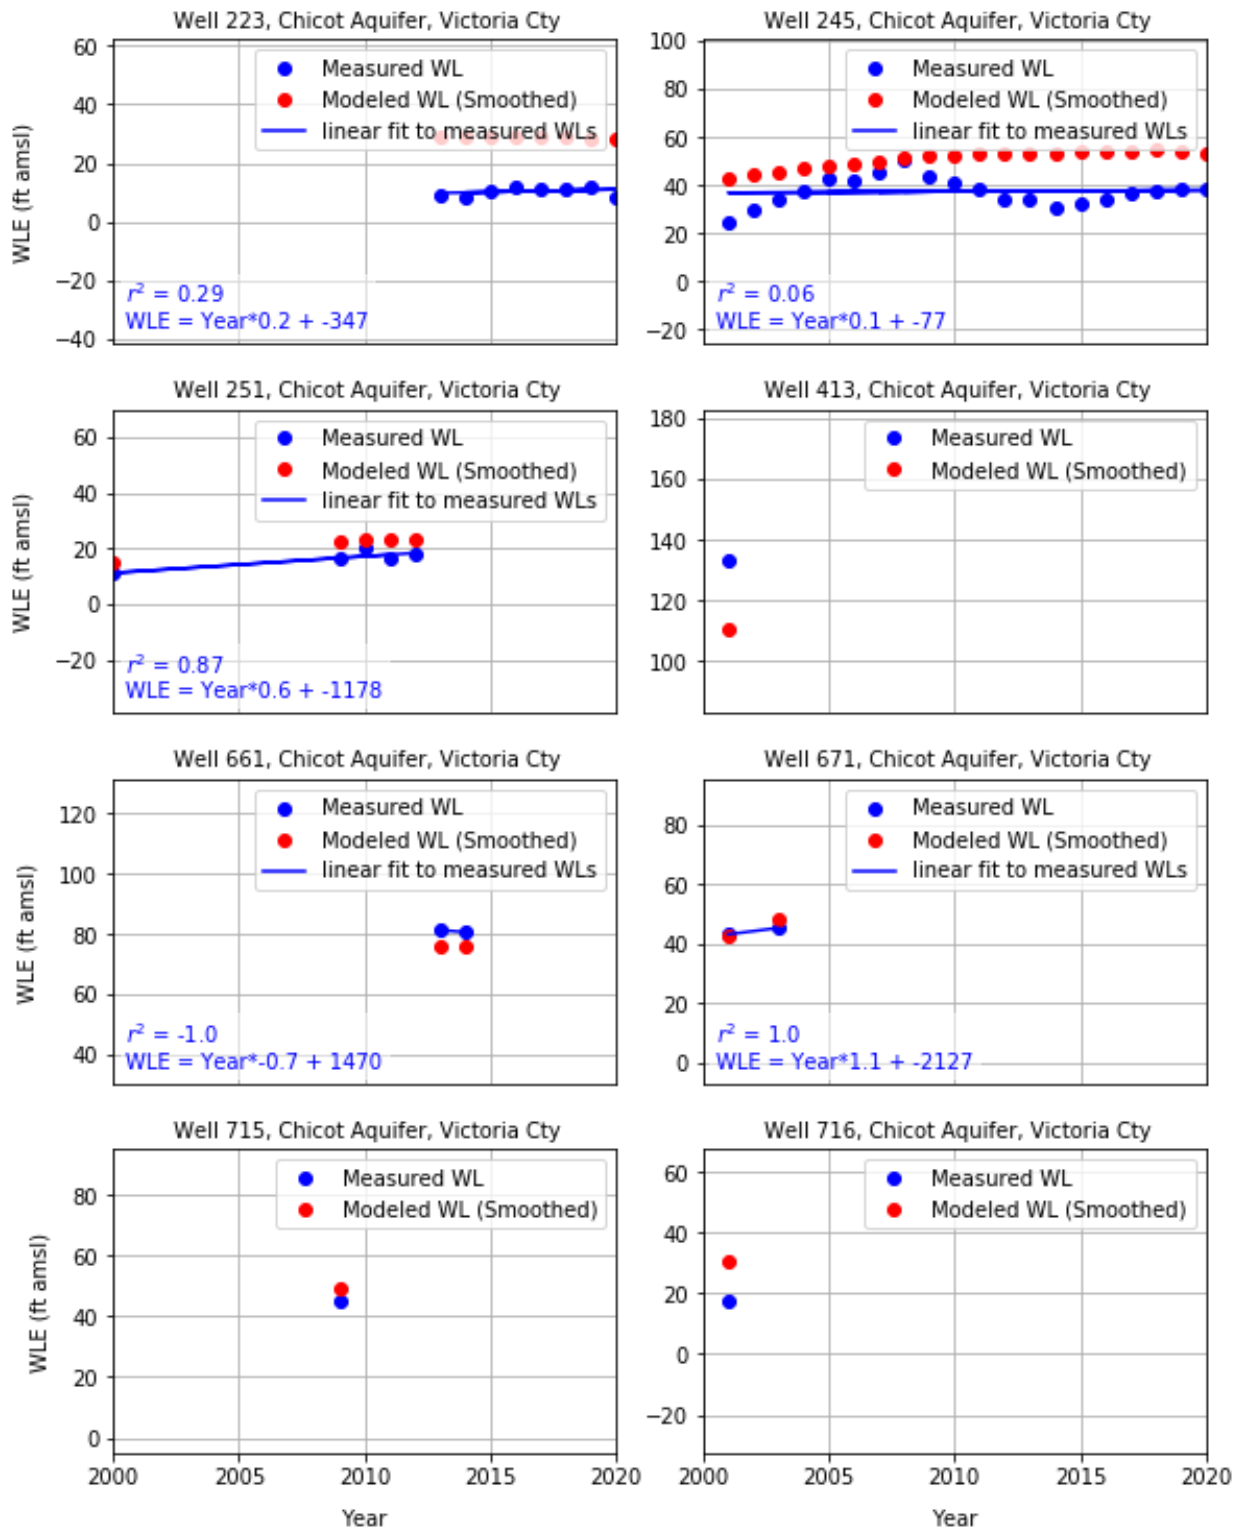 Well 223, Chicot Aquifer, Victoria Cty
60
40
20
0
−20
−40
WLE (ft amsl)
Measured WL
Modeled WL (Smoothed)
linear fit to measured WLs
r² = 0.29
WLE = Year*0.2 + -347
Well 245, Chicot Aquifer, Victoria Cty
100
80
60
40
20
0
−20
Measured WL
Modeled WL (Smoothed)
linear fit to measured WLs
r² = 0.06
WLE = Year*0.1 + -77
Well 251, Chicot Aquifer, Victoria Cty
60
40
20
0
−20
WLE (ft amsl)
Measured WL
Modeled WL (Smoothed)
linear fit to measured WLs
r² = 0.87
WLE = Year*0.6 + -1178
Well 413, Chicot Aquifer, Victoria Cty
180
160
140
120
100
Measured WL
Modeled WL (Smoothed)
Well 661, Chicot Aquifer, Victoria Cty
120
100
80
60
40
WLE (ft amsl)
Measured WL
Modeled WL (Smoothed)
linear fit to measured WLs
r² = -1.0
WLE = Year*-0.7 + 1470
Well 671, Chicot Aquifer, Victoria Cty
80
60
40
20
0
Measured WL
Modeled WL (Smoothed)
linear fit to measured WLs
r² = 1.0
WLE = Year*1.1 + -2127
Well 715, Chicot Aquifer, Victoria Cty
80
60
40
20
0
WLE (ft amsl)
Measured WL
Modeled WL (Smoothed)
2000 2005 2010 2015 2020
Year
Well 716, Chicot Aquifer, Victoria Cty
60
40
20
0
−20
Measured WL
Modeled WL (Smoothed)
2000 2005 2010 2015 2020
Year